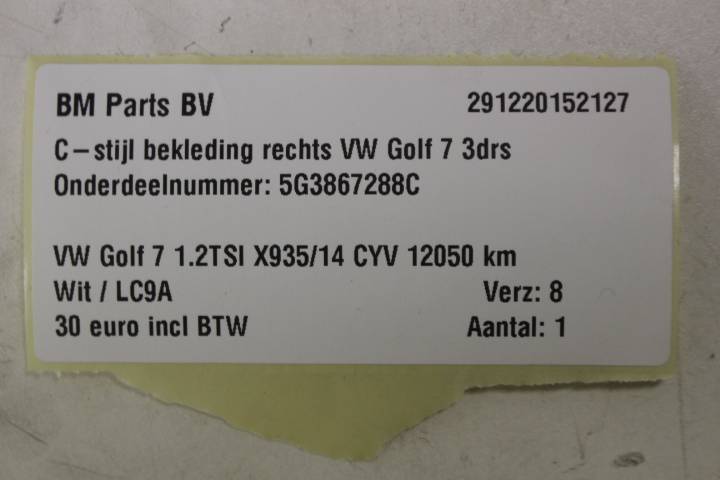 BM Parts BV 291220152127
C-stijl bekleding rechts VW Golf 7 3drs
Onderdeelnummer: 5G3867288C
VW Golf 7 1.2TSI X935/14 CYV 12050 km
Wit / LC9A Verz: 8
30 euro incl BTW Aantal: 1